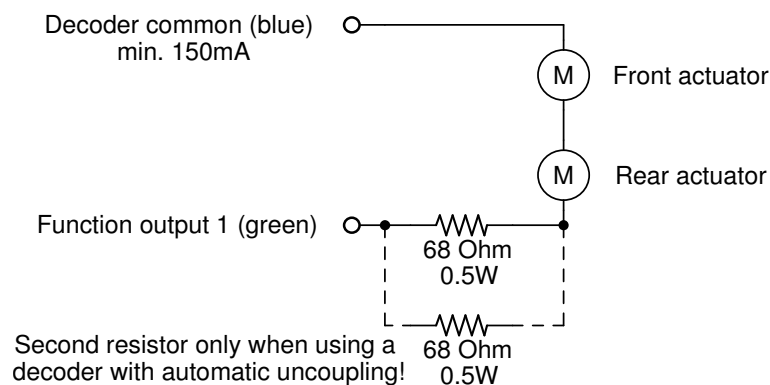 Decoder common (blue)
min. 150mA
M
Front actuator
M
Rear actuator
Function output 1 (green)
68 Ohm
0.5W
Second resistor only when using a
decoder with automatic uncoupling!
68 Ohm
0.5W